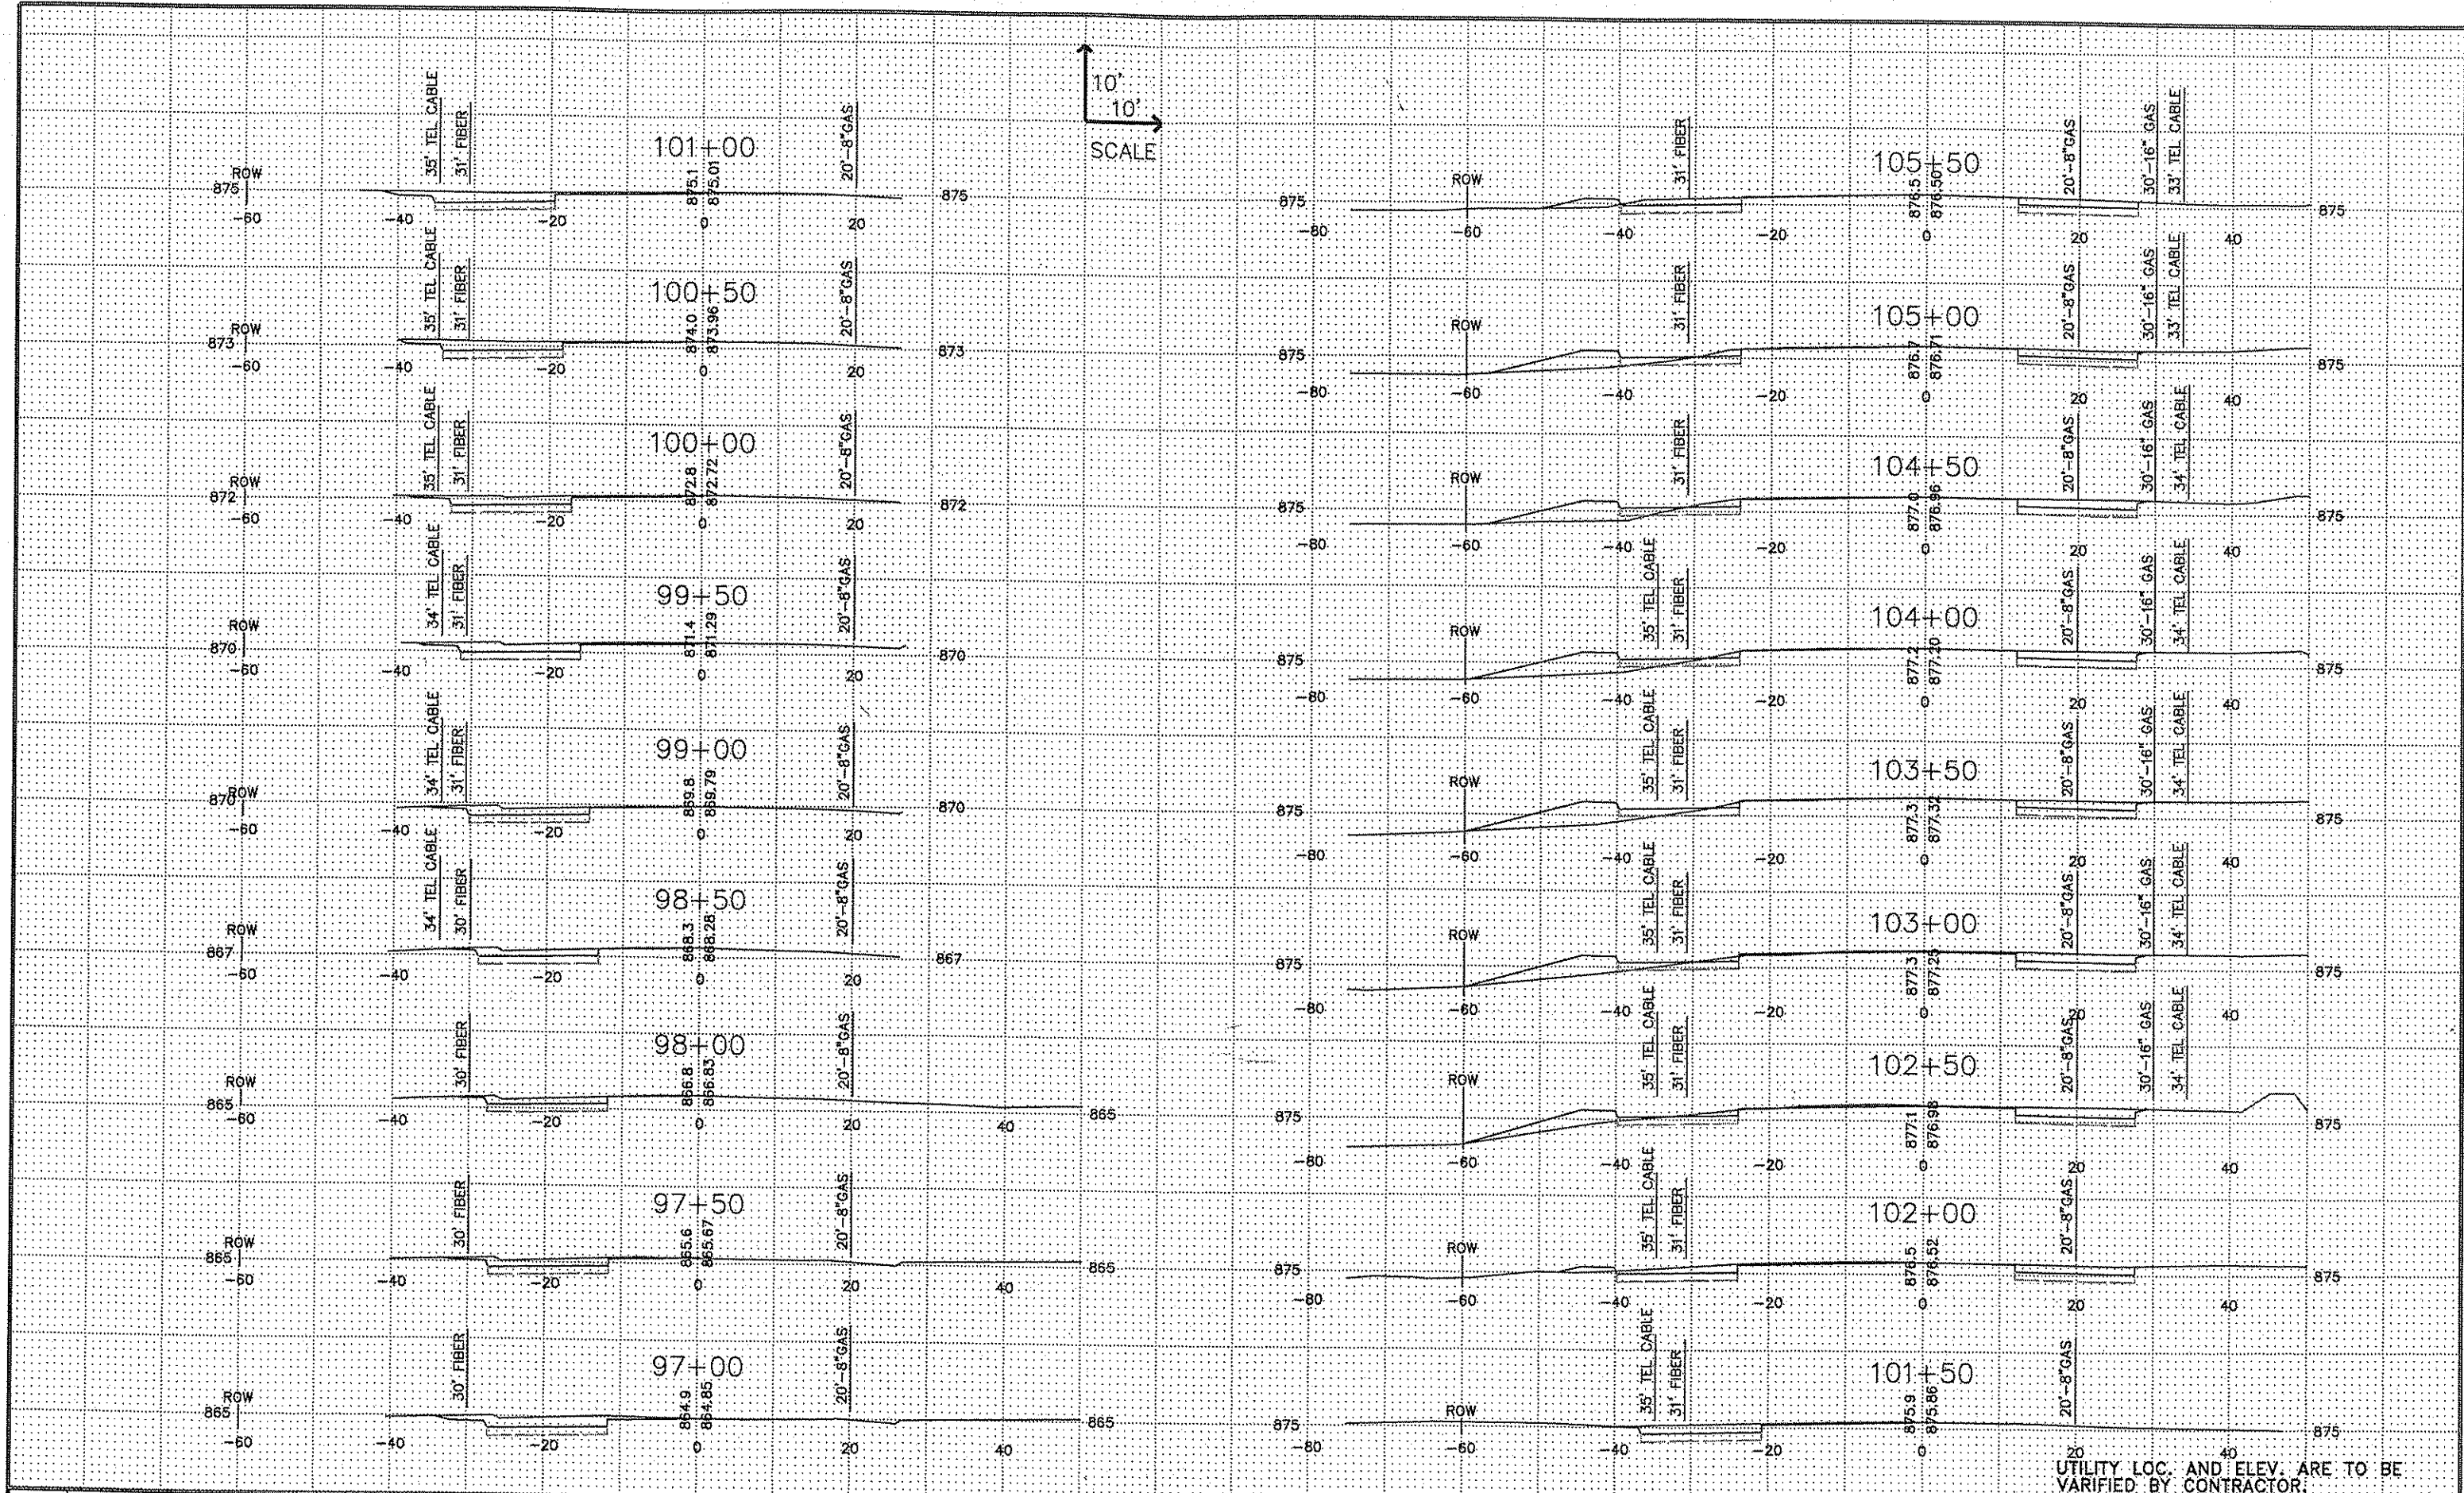 10'
10'
SCALE
35' TEL CABLE
31' FIBER
101+00
875.1
875.01
20'-8"GAS
ROW
875
875
-60
-40
-20
0
20
35' TEL CABLE
31' FIBER
100+50
874.0
873.96
20'-8"GAS
ROW
873
873
-60
-40
-20
0
20
35' TEL CABLE
31' FIBER
100+00
872.8
872.72
20'-8"GAS
ROW
872
872
-60
-40
-20
0
20
34' TEL CABLE
31' FIBER
99+50
871.4
871.29
20'-8"GAS
ROW
870
870
-60
-40
-20
0
20
34' TEL CABLE
31' FIBER
99+00
869.8
869.79
20'-8"GAS
ROW
870
870
-60
-40
-20
0
20
34' TEL CABLE
30' FIBER
98+50
868.3
868.28
20'-8"GAS
ROW
867
867
-60
-40
-20
0
20
30' FIBER
98+00
866.8
866.83
20'-8"GAS
ROW
865
865
-60
-40
-20
0
20
40
30' FIBER
97+50
865.6
865.67
20'-8"GAS
ROW
865
865
-60
-40
-20
0
20
40
30' FIBER
97+00
864.9
864.85
20'-8"GAS
ROW
865
865
-60
-40
-20
0
20
40
31' FIBER
105+50
876.5
876.50
20'-8"GAS
30'-16" GAS
33' TEL CABLE
ROW
875
875
-80
-60
-40
-20
0
20
40
31' FIBER
105+00
876.7
876.71
20'-8"GAS
30'-16" GAS
33' TEL CABLE
ROW
875
875
-80
-60
-40
-20
0
20
40
31' FIBER
104+50
877.0
876.96
20'-8"GAS
30'-16" GAS
34' TEL CABLE
ROW
875
875
-80
-60
-40
-20
0
20
40
35' TEL CABLE
31' FIBER
104+00
877.2
877.20
20'-8"GAS
30'-16" GAS
34' TEL CABLE
ROW
875
875
-80
-60
-40
-20
0
20
40
35' TEL CABLE
31' FIBER
103+50
877.3
877.32
20'-8"GAS
30'-16" GAS
34' TEL CABLE
ROW
875
875
-80
-60
-40
-20
0
20
40
35' TEL CABLE
31' FIBER
103+00
877.3
877.25
20'-8"GAS
30'-16" GAS
34' TEL CABLE
ROW
875
875
-80
-60
-40
-20
0
20
40
35' TEL CABLE
31' FIBER
102+50
877.1
876.98
20'-8"GAS
30'-16" GAS
34' TEL CABLE
ROW
875
875
-80
-60
-40
-20
0
20
40
35' TEL CABLE
31' FIBER
102+00
876.5
876.52
20'-8"GAS
ROW
875
875
-80
-60
-40
-20
0
20
40
35' TEL CABLE
31' FIBER
101+50
875.9
875.86
20'-8"GAS
ROW
875
875
-80
-60
-40
-20
0
20
40
UTILITY LOC. AND ELEV. ARE TO BE
VARIFIED BY CONTRACTOR.